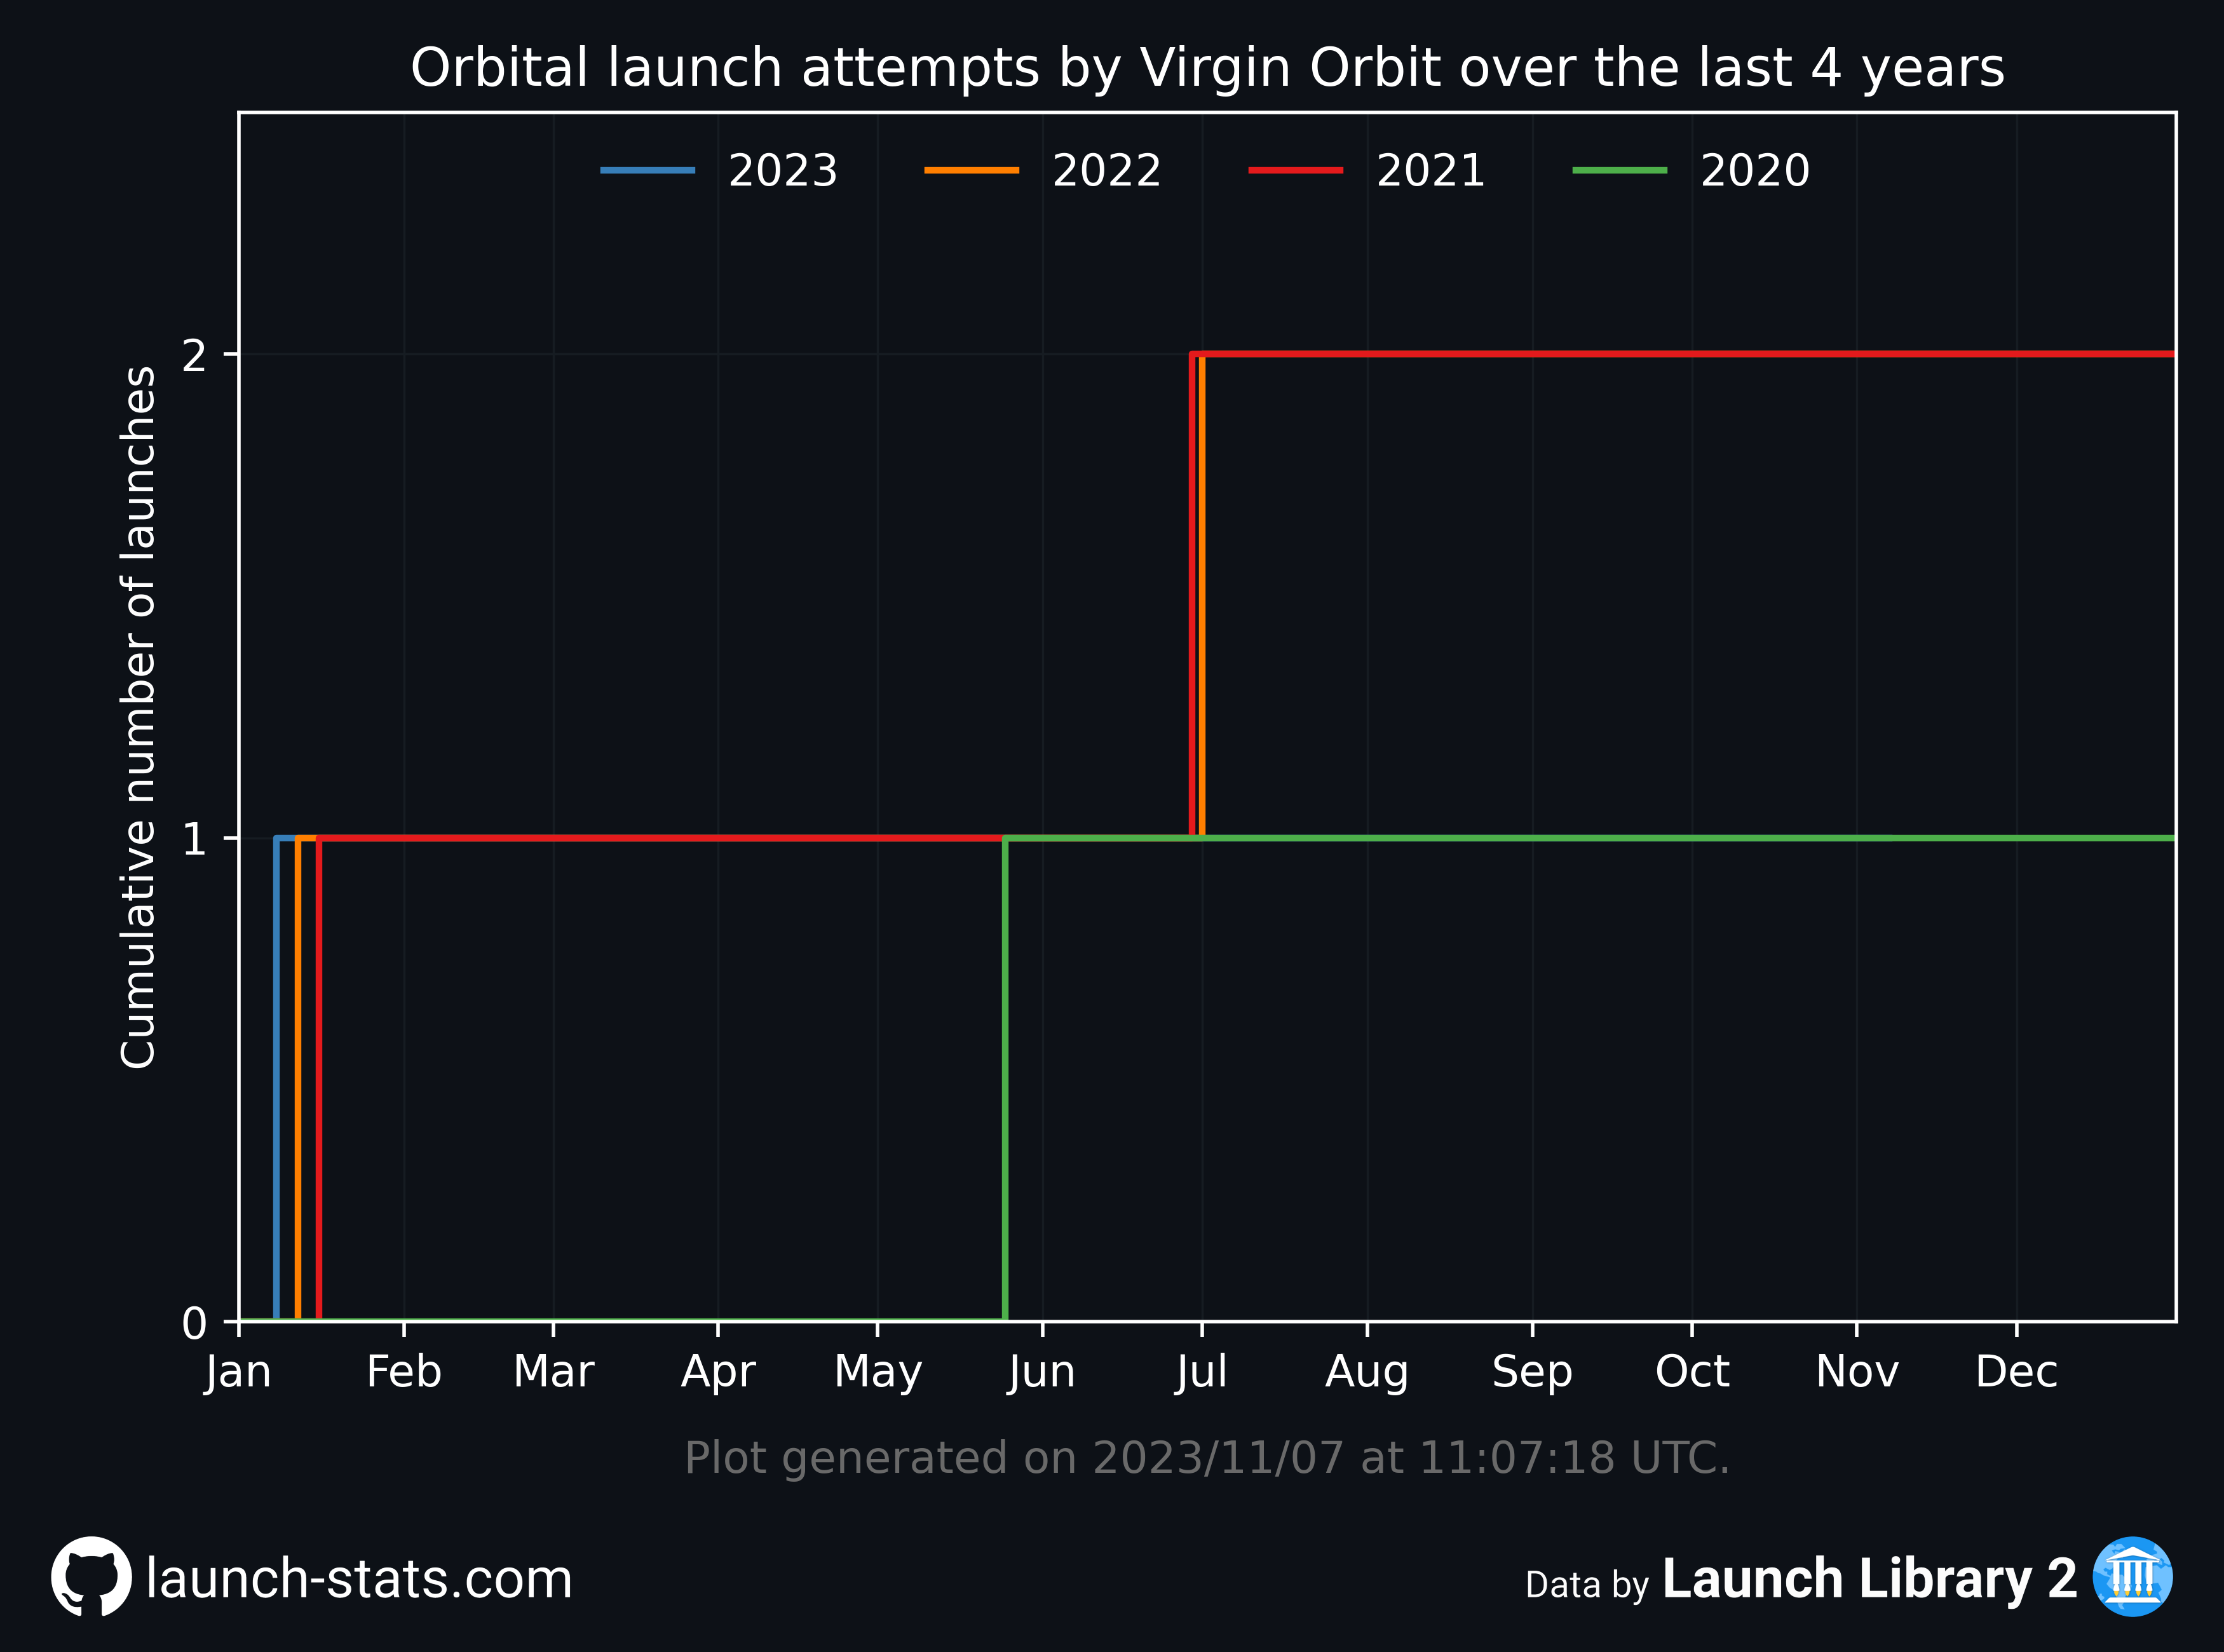 Orbital launch attempts by Virgin Orbit over the last 4 years
2023 2022 2021 2020
Cumulative number of launches
2
1
0
Jan Feb Mar Apr May Jun Jul Aug Sep Oct Nov Dec
Plot generated on 2023/11/07 at 11:07:18 UTC.
launch-stats.com
Data by Launch Library 2